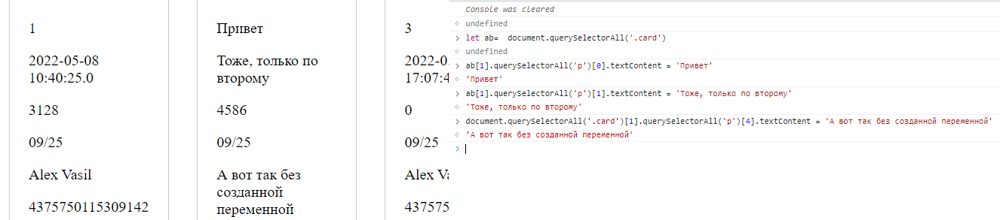 1
2022-05-08
10:40:25.0
3128
09/25
Alex Vasil
4375750115309142
Привет
Тоже, только по
второму
4586
09/25
А вот так без
созданной
переменной
3
2022-0
17:07:4
0
09/25
Alex Va
437575
Console was cleared
undefined
let ab=  document.querySelectorAll('.card')
undefined
ab[1].querySelectorAll('p')[0].textContent = 'Привет'
'Привет'
ab[1].querySelectorAll('p')[1].textContent = 'Тоже, только по второму'
'Тоже, только по второму'
document.querySelectorAll('.card')[1].querySelectorAll('p')[4].textContent = 'А вот так без созданной переменной'
'А вот так без созданной переменной'